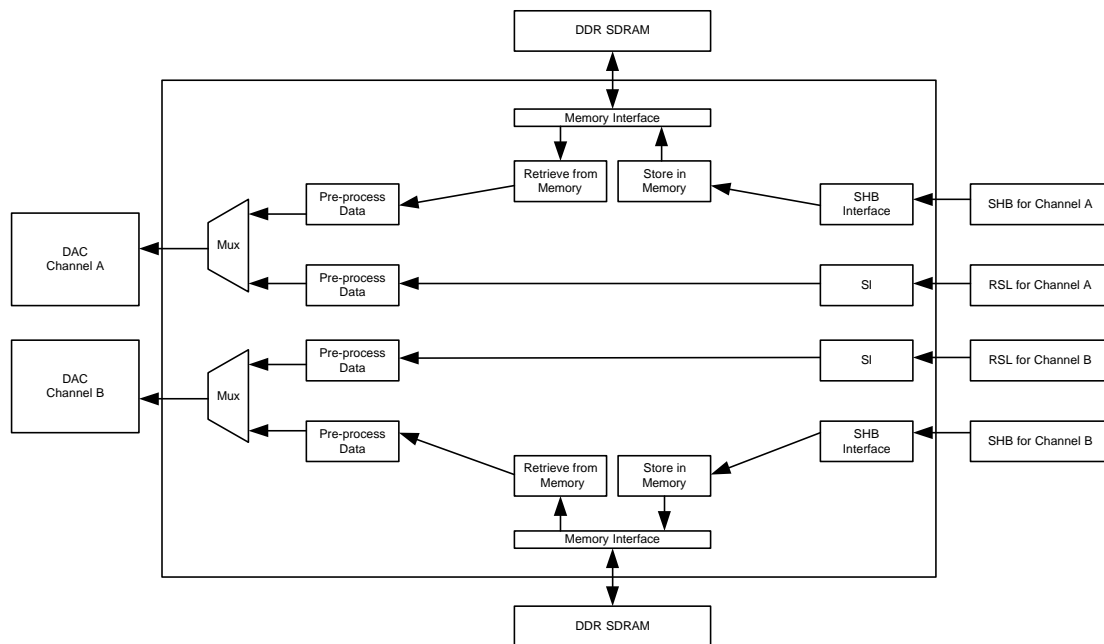 DDR SDRAM
Memory Interface
Retrieve from
Memory
Store in
Memory
Pre-process
Data
SHB
Interface
SHB for Channel A
DAC
Channel A
Mux
Pre-process
Data
SI
RSL for Channel A
DAC
Channel B
Mux
Pre-process
Data
SI
RSL for Channel B
Pre-process
Data
SHB
Interface
SHB for Channel B
Retrieve from
Memory
Store in
Memory
Memory Interface
DDR SDRAM